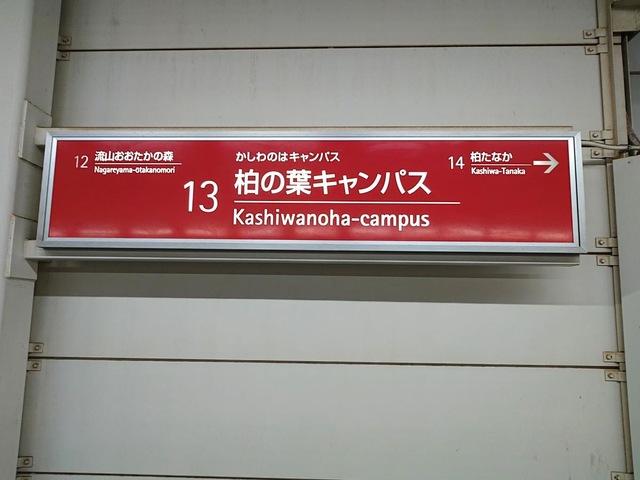 12 流山おおたかの森
Nagareyama-ōtakanomori
かしわのはキャンパス
13 柏の葉キャンパス
Kashiwanoha-campus
14 柏たなか
Kashiwa-Tanaka